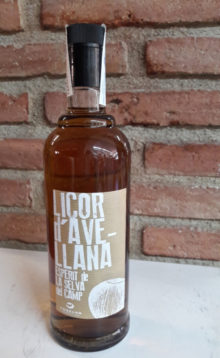 LICOR
D'AVE-
LLANA
ESPERIT de
LA SELVA
del CAMP